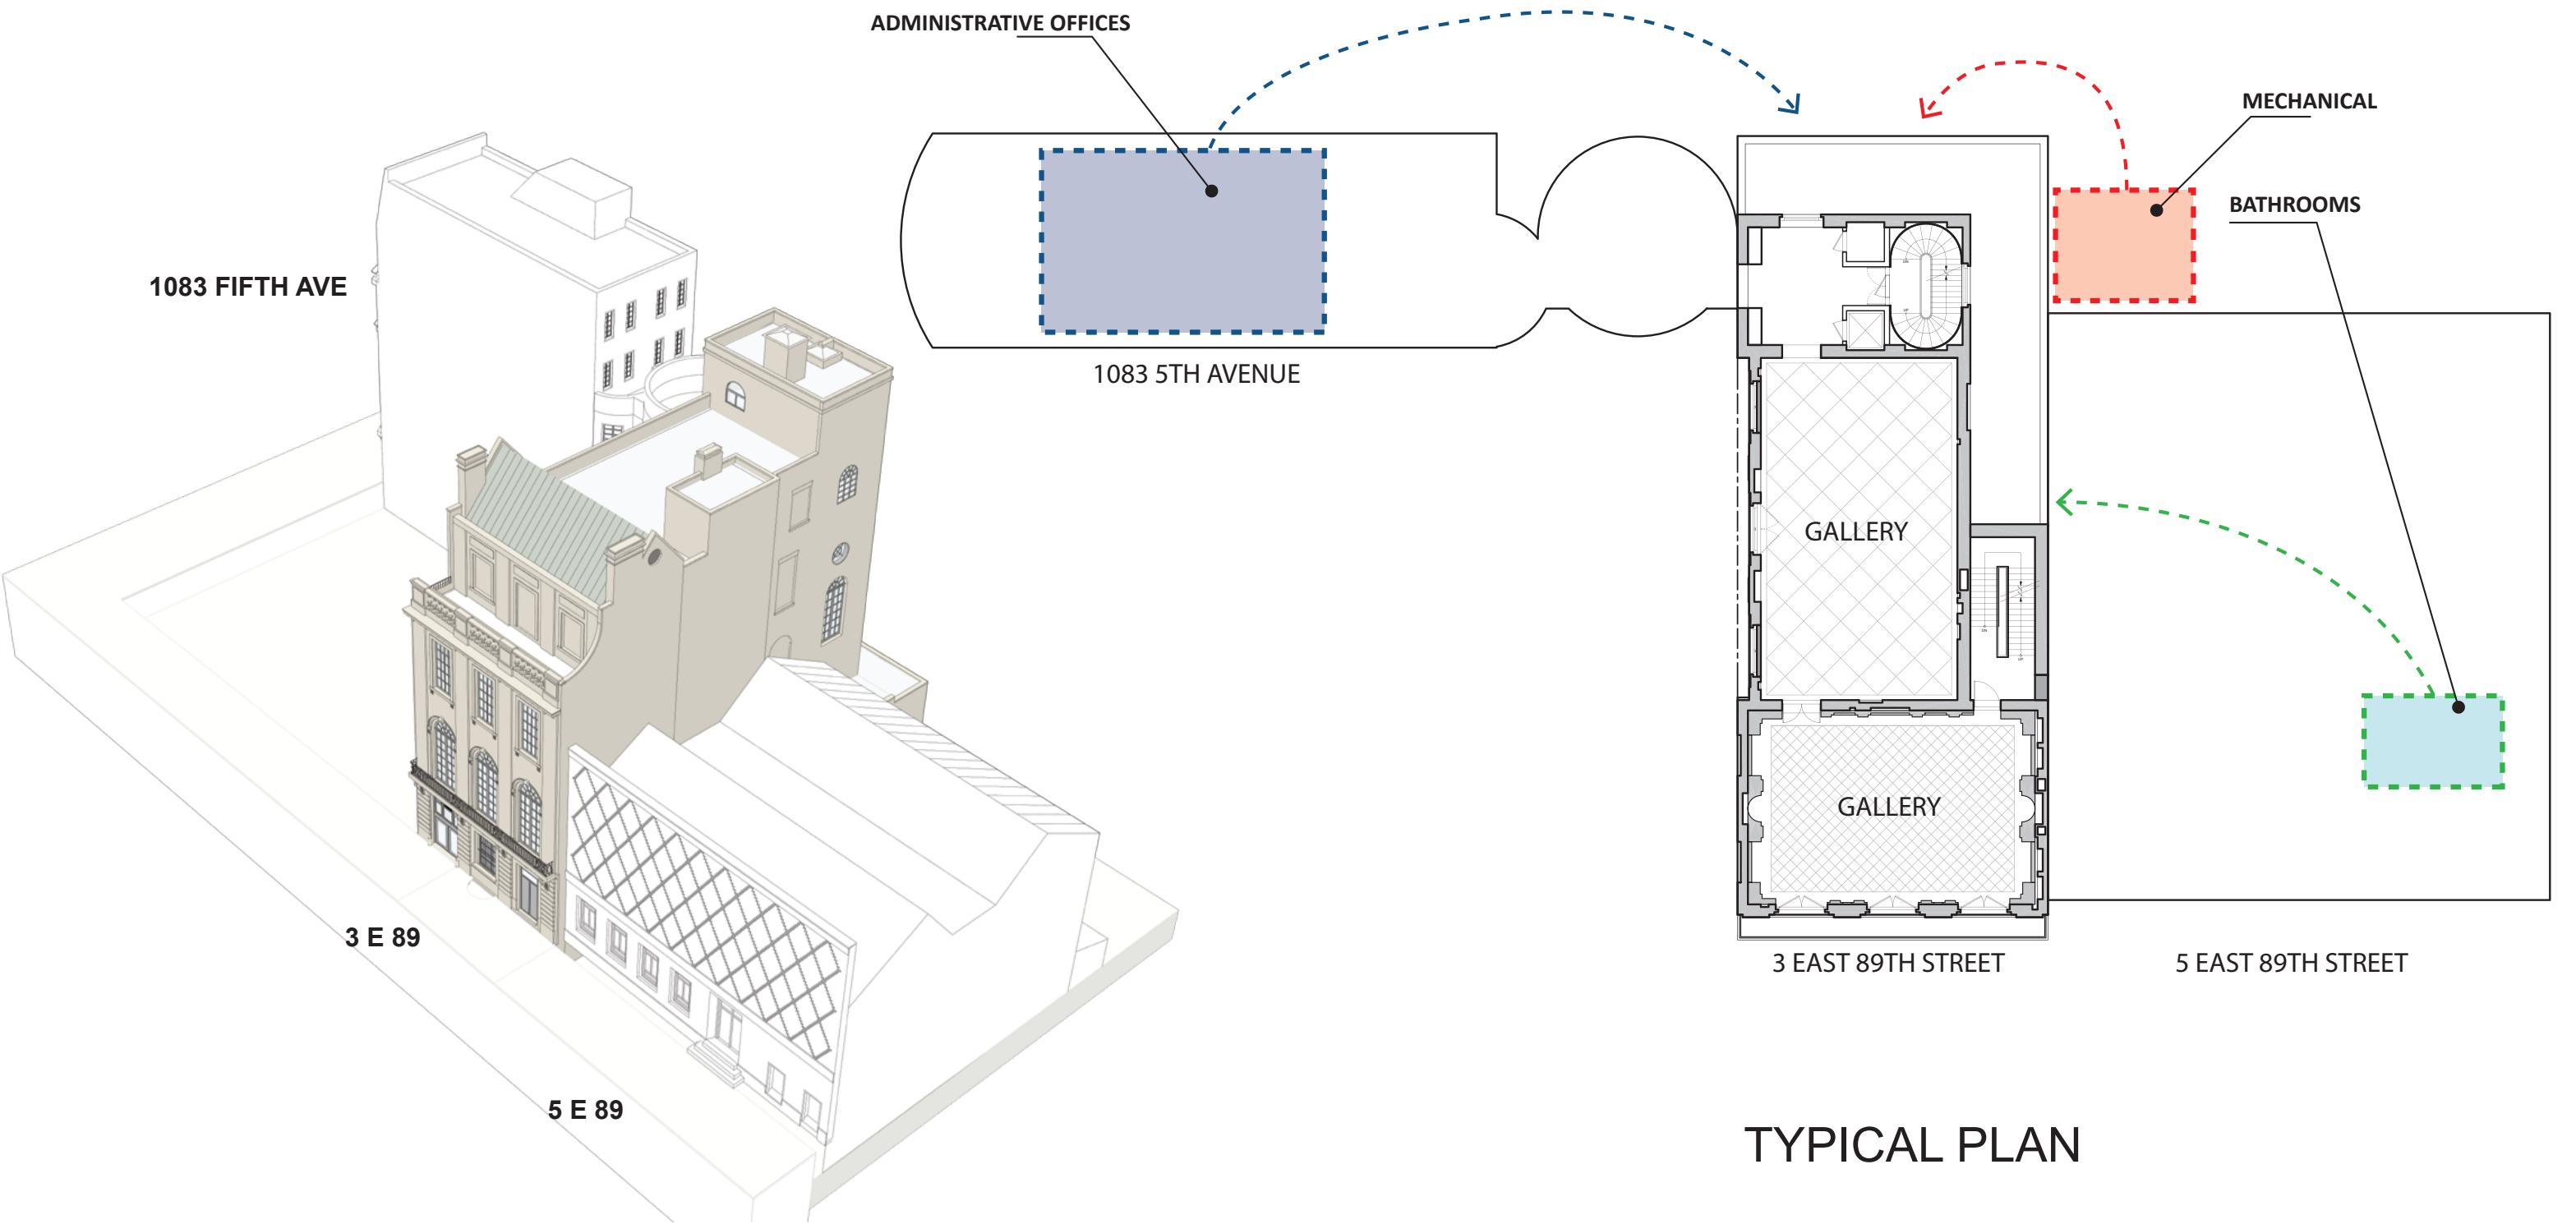 ADMINISTRATIVE OFFICES
MECHANICAL
BATHROOMS
1083 FIFTH AVE
1083 5TH AVENUE
GALLERY
GALLERY
3 E 89
3 EAST 89TH STREET
5 EAST 89TH STREET
5 E 89
TYPICAL PLAN